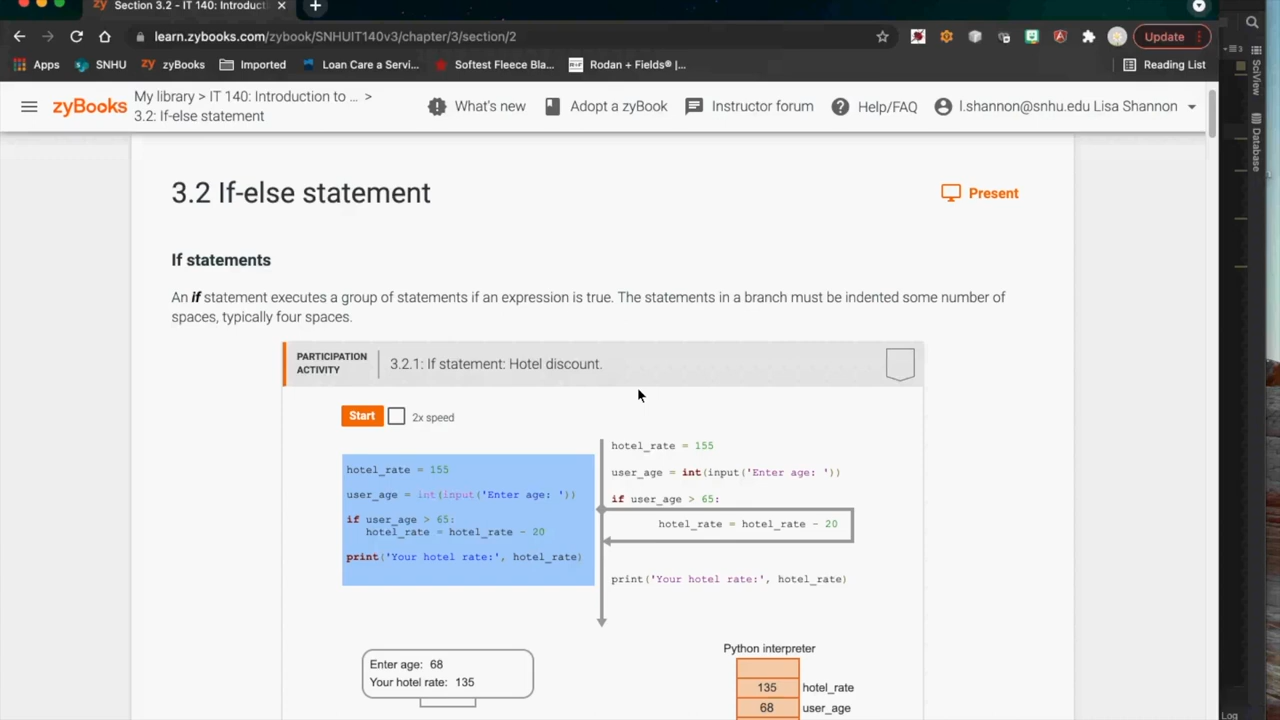 Section 3.2 - IT 140: Introducti
learn.zybooks.com/zybook/SNHUIT140v3/chapter/3/section/2
Update
Apps
SNHU
zyBooks
Imported
Loan Care a Servi...
Softest Fleece Bla...
Rodan + Fields® |...
Reading List
zyBooks
My library > IT 140: Introduction to ... >
3.2: If-else statement
What's new
Adopt a zyBook
Instructor forum
Help/FAQ
l.shannon@snhu.edu Lisa Shannon
SciView
Database
3.2 If-else statement
Present
If statements
An if statement executes a group of statements if an expression is true. The statements in a branch must be indented some number of
spaces, typically four spaces.
PARTICIPATION
ACTIVITY
3.2.1: If statement: Hotel discount.
Start
2x speed
hotel_rate = 155
user_age = int(input('Enter age: '))
if user_age > 65:
hotel_rate = hotel_rate - 20
print('Your hotel rate:', hotel_rate)
hotel_rate = 155
user_age = int(input('Enter age: '))
if user_age > 65:
hotel_rate = hotel_rate - 20
print('Your hotel rate:', hotel_rate)
Enter age: 68
Your hotel rate: 135
Python interpreter
135 hotel_rate
68 user_age
Log